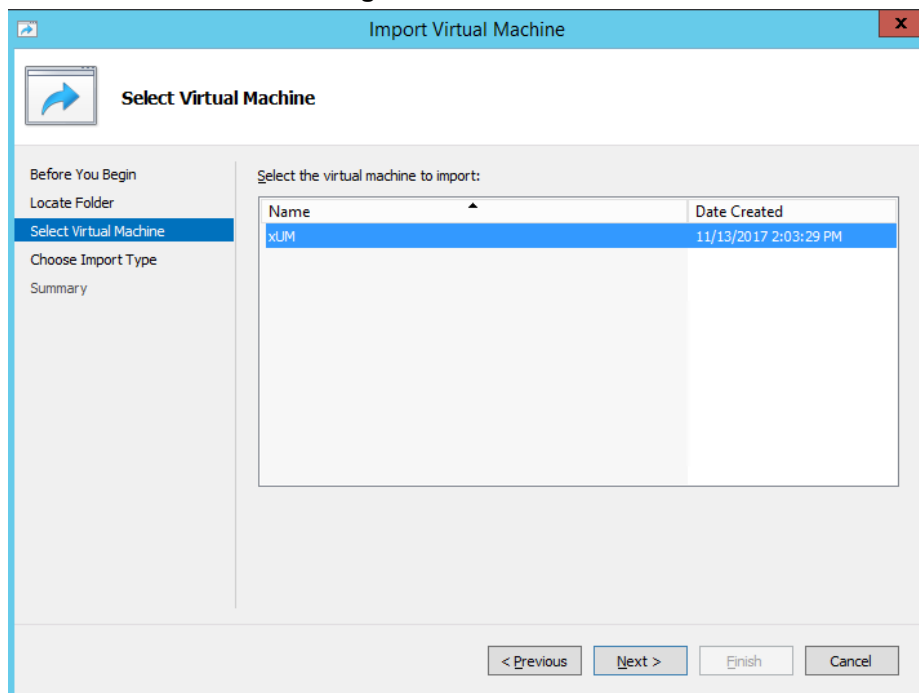 Import Virtual Machine
x
Select Virtual Machine
Before You Begin
Locate Folder
Select Virtual Machine
Choose Import Type
Summary
Select the virtual machine to import:
Name Date Created
xUM 11/13/2017 2:03:29 PM
< Previous Next > Finish Cancel